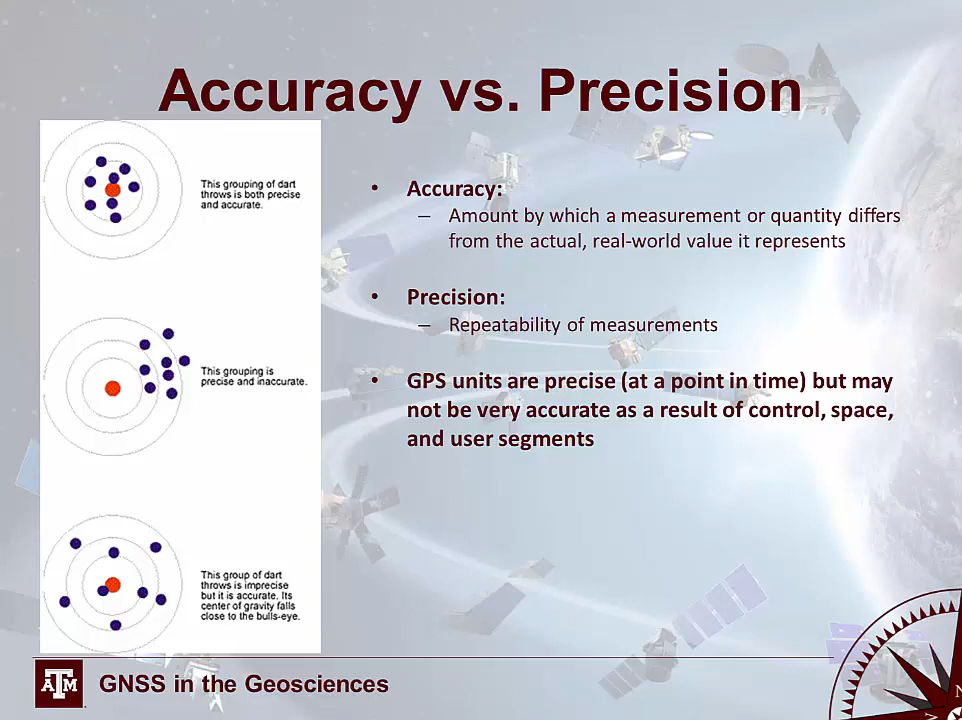 Accuracy vs. Precision
This grouping of dart
throws is both precise
and accurate.
This grouping is
precise and inaccurate.
This group of dart
throws is imprecise
but it is accurate. Its
center of gravity falls
close to the bulls-eye.
• Accuracy:
– Amount by which a measurement or quantity differs
from the actual, real-world value it represents
• Precision:
– Repeatability of measurements
• GPS units are precise (at a point in time) but may
not be very accurate as a result of control, space,
and user segments
ATM GNSS in the Geosciences
N